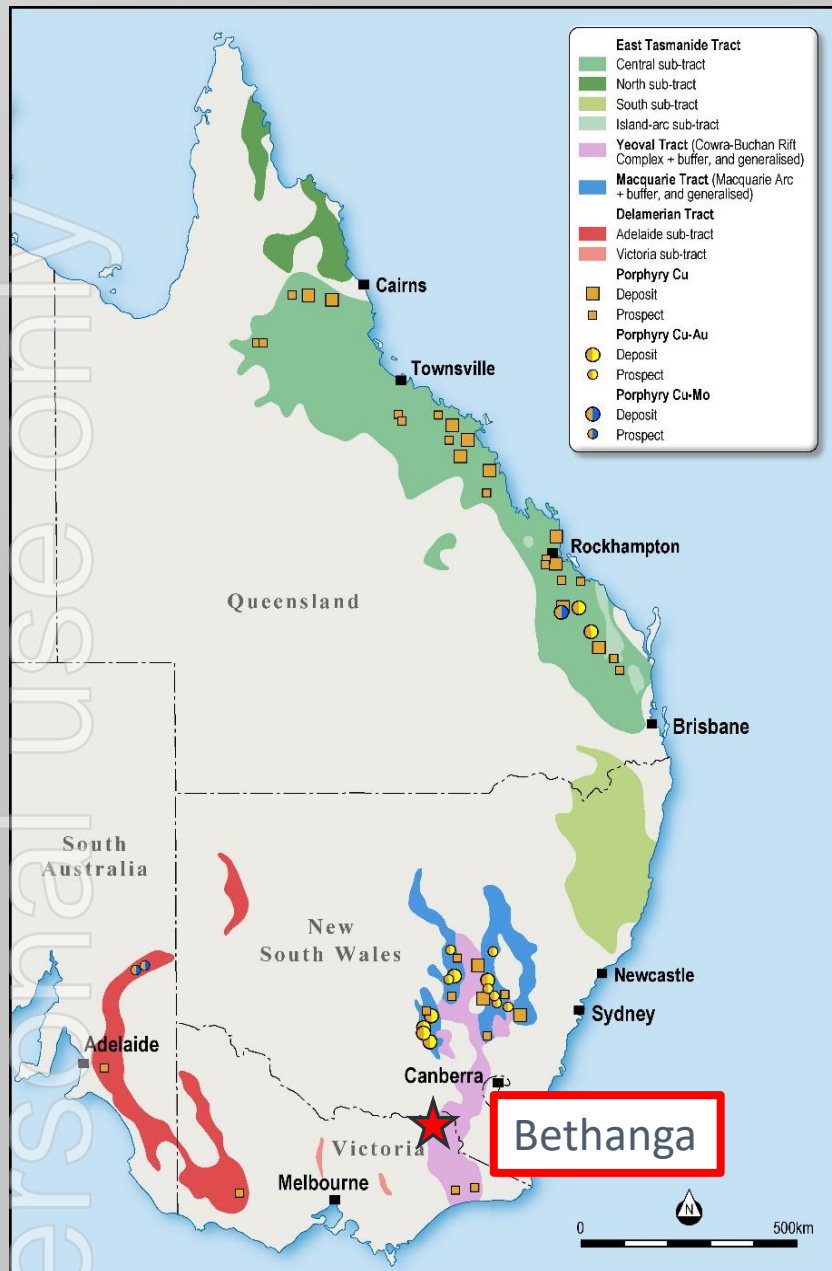 East Tasmanide Tract
Central sub-tract
North sub-tract
South sub-tract
Island-arc sub-tract
Yeoval Tract (Cowra-Buchan Rift
Complex + buffer, and generalised)
Macquarie Tract (Macquarie Arc
+ buffer, and generalised)
Delamerian Tract
Adelaide sub-tract
Victoria sub-tract
Porphyry Cu
Deposit
Prospect
Porphyry Cu-Au
Deposit
Prospect
Porphyry Cu-Mo
Deposit
Prospect
Cairns
Townsville
Rockhampton
Queensland
Brisbane
South
Australia
New
South Wales
Newcastle
Sydney
Adelaide
Canberra
Bethanga
Victoria
Melbourne
N
0 500km
ersonal use only